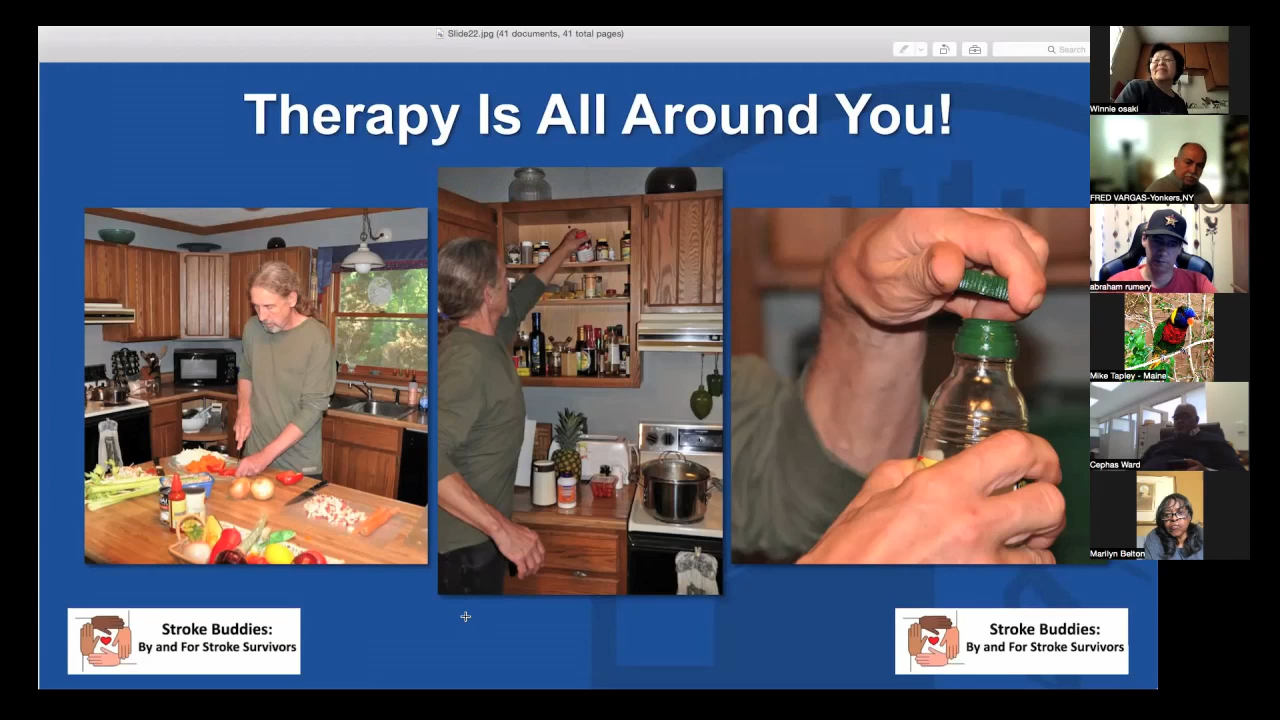 Slide22.jpg (41 documents, 41 total pages)
Search
Therapy Is All Around You!
Winnie osaki
FRED VARGAS-Yonkers,NY
abraham rumery
Mike Tapley - Maine
Cephas Ward
Marilyn Belton
Stroke Buddies:
By and For Stroke Survivors
Stroke Buddies:
By and For Stroke Survivors